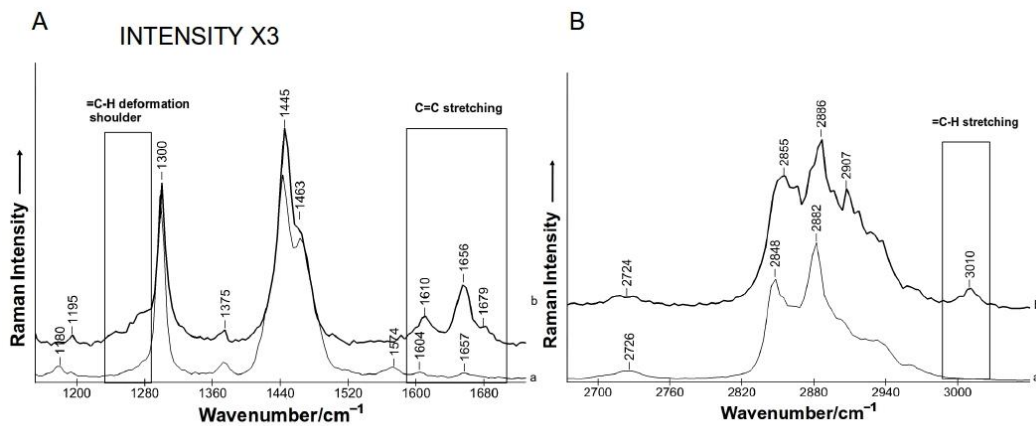 A
INTENSITY X3
=C-H deformation
shoulder
C=C stretching
1180
1195
1300
1375
1445
1463
1574
1604
1610
1656
1657
1679
b
a
Raman Intensity
1200 1280 1360 1440 1520 1600 1680
Wavenumber/cm⁻¹
B
=C-H stretching
2724
2726
2855
2848
2886
2882
2907
3010
a
Raman Intensity
2700 2760 2820 2880 2940 3000
Wavenumber/cm⁻¹